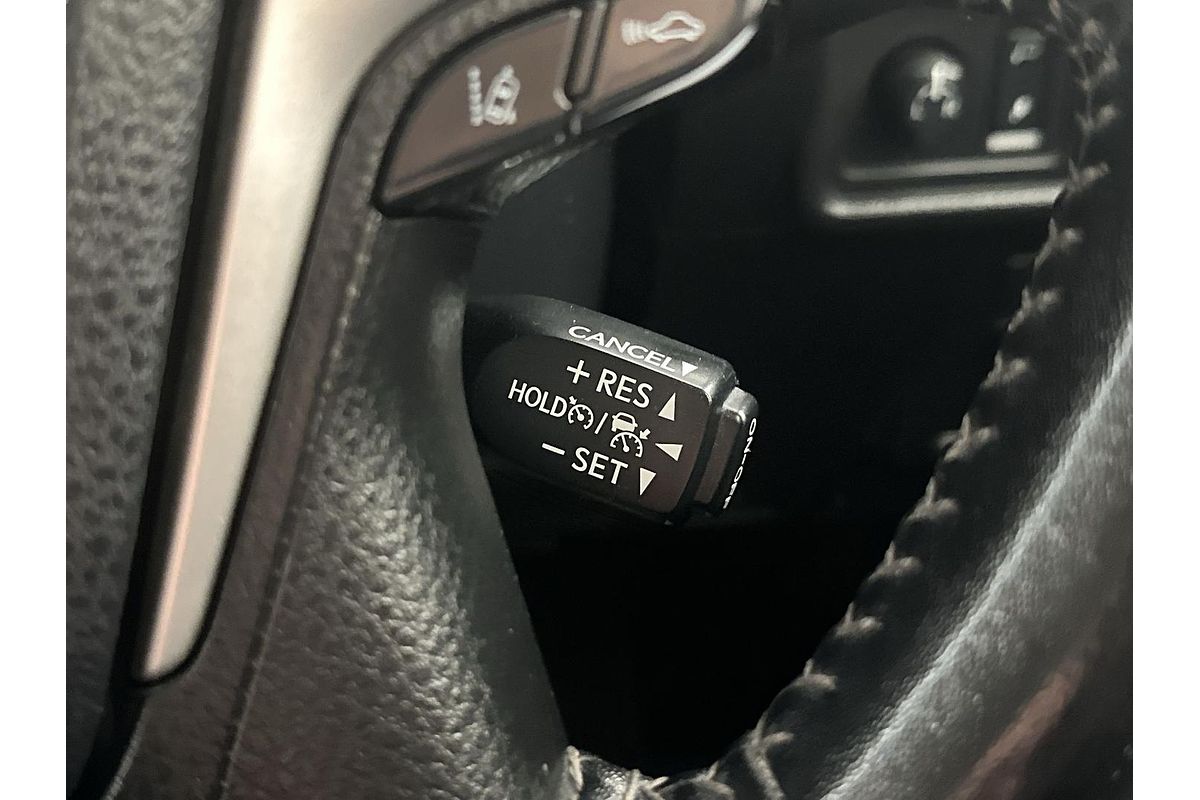 CANCEL▼
+ RES ▲
HOLD / ◀
− SET ▼
ON-OFF